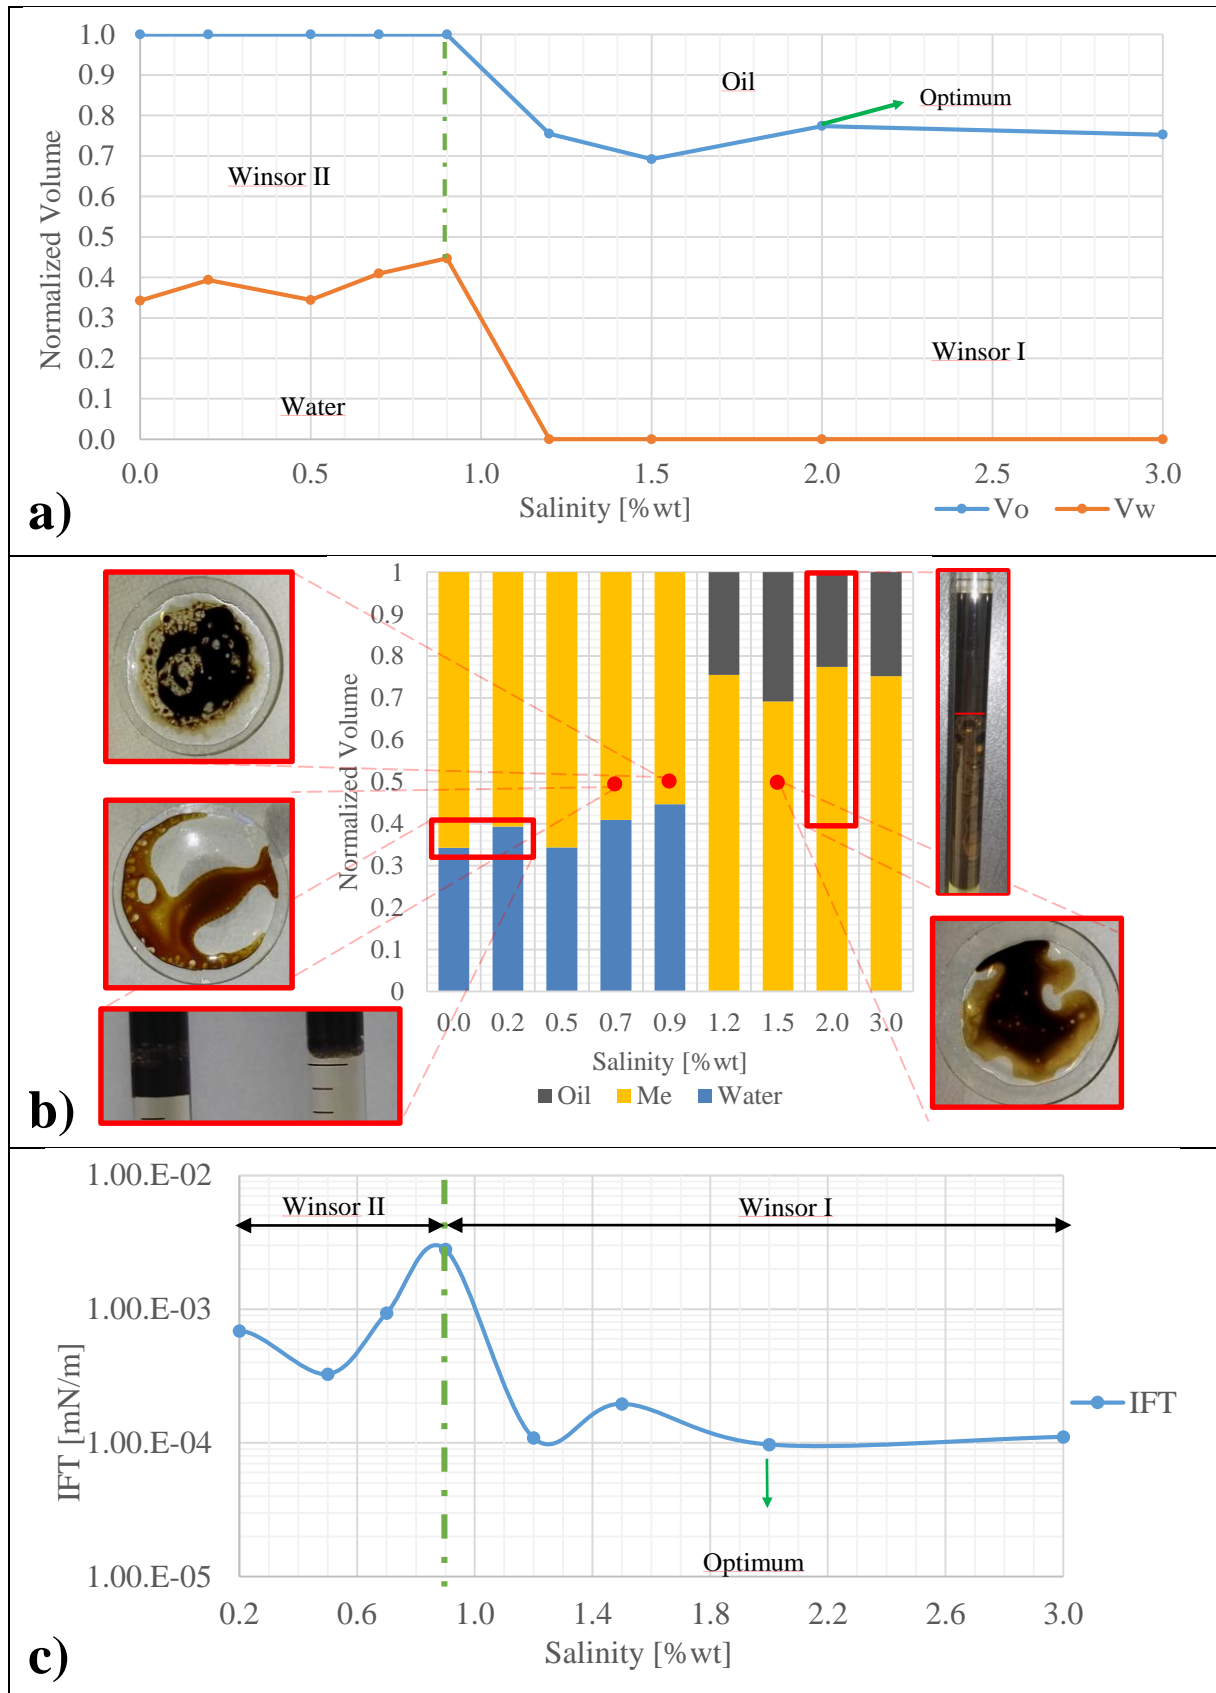 1.0
0.9
0.8
0.7
0.6
0.5
0.4
0.3
0.2
0.1
0.0
Normalized Volume
Oil
Optimum
Winsor II
Winsor I
Water
0.0 0.5 1.0 1.5 2.0 2.5 3.0
Salinity [%wt]
Vo Vw
a)
1
0.9
0.8
0.7
0.6
0.5
0.4
0.3
0.2
0.1
0
Normalized Volume
0.0 0.2 0.5 0.7 0.9 1.2 1.5 2.0 3.0
Salinity [%wt]
Oil Me Water
b)
1.00.E-02
1.00.E-03
1.00.E-04
1.00.E-05
IFT [mN/m]
Winsor II
Winsor I
IFT
Optimum
0.2 0.6 1.0 1.4 1.8 2.2 2.6 3.0
Salinity [%wt]
c)